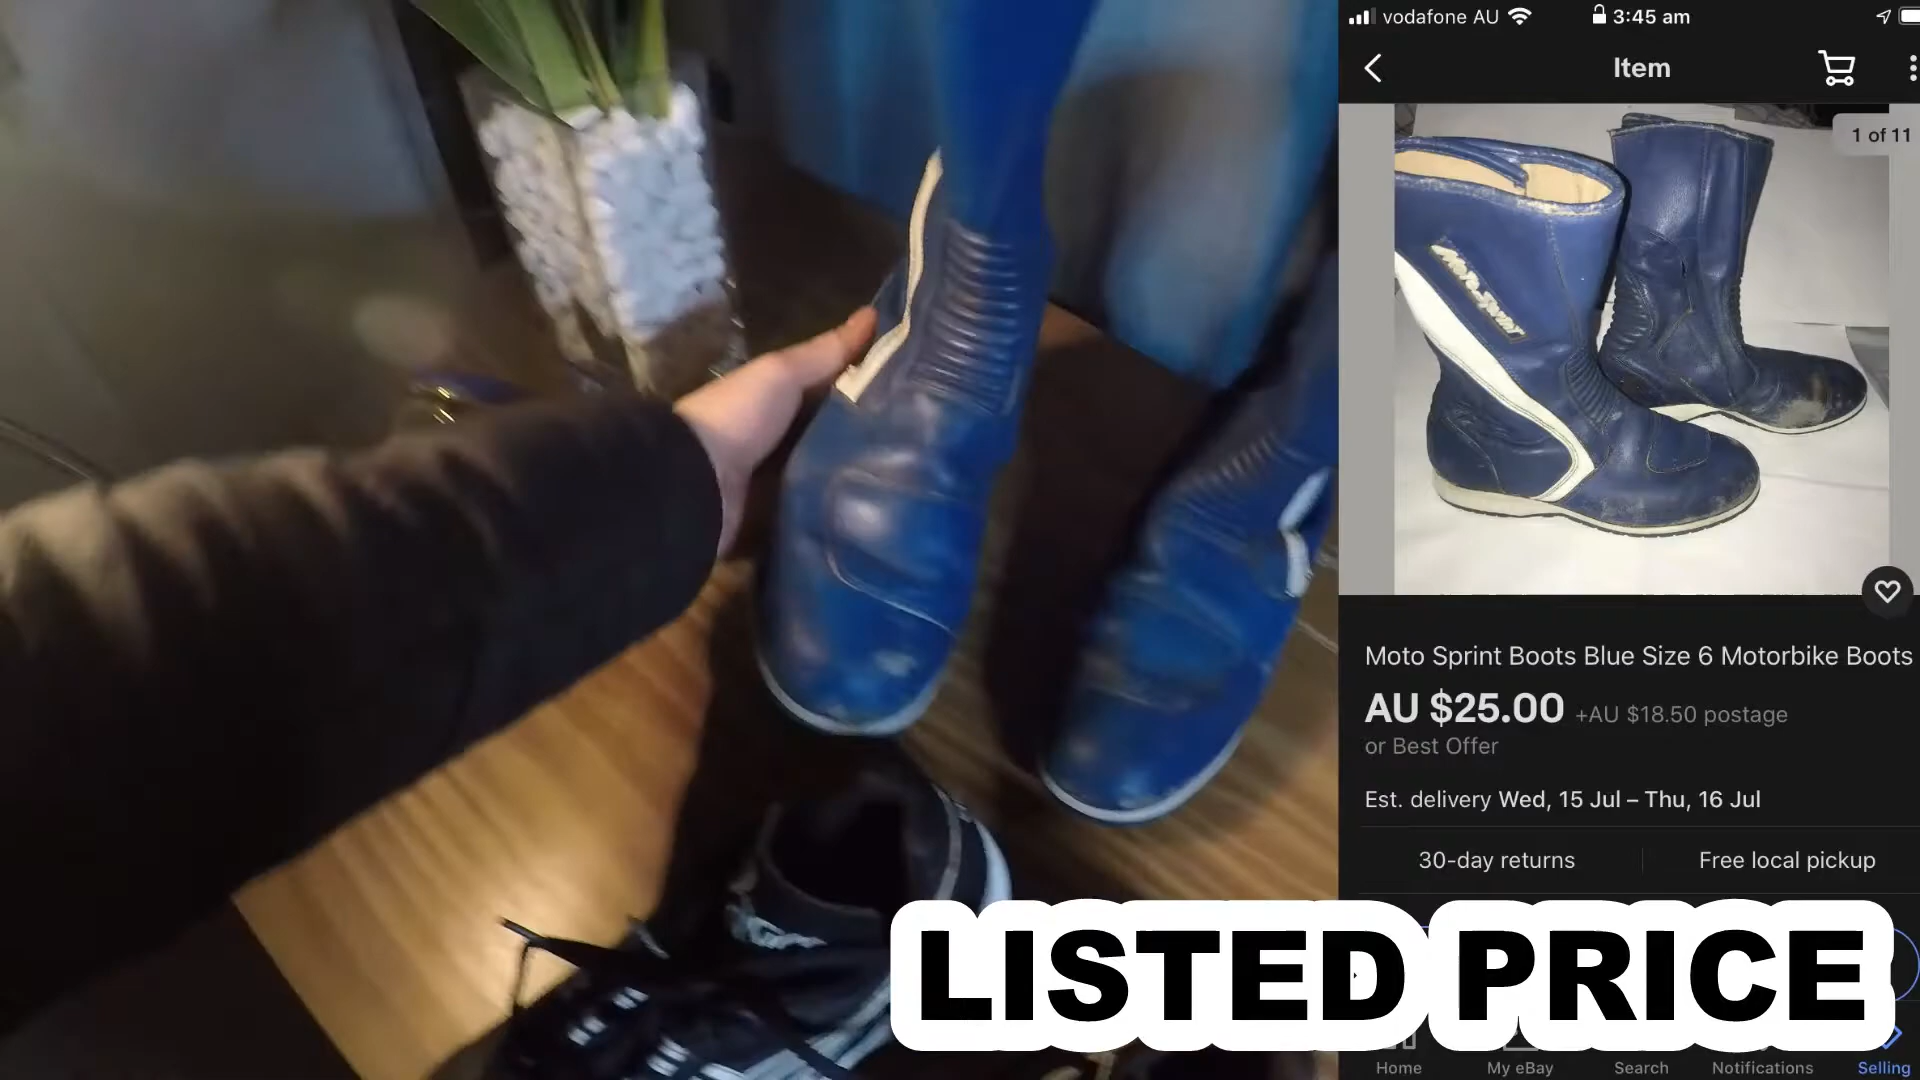 vodafone AU
3:45 am
Item
1 of 11
Moto Sprint
Moto Sprint Boots Blue Size 6 Motorbike Boots
AU $25.00 +AU $18.50 postage
or Best Offer
Est. delivery Wed, 15 Jul – Thu, 16 Jul
30-day returns
Free local pickup
LISTED PRICE
Home
My eBay
Search
Notifications
Selling